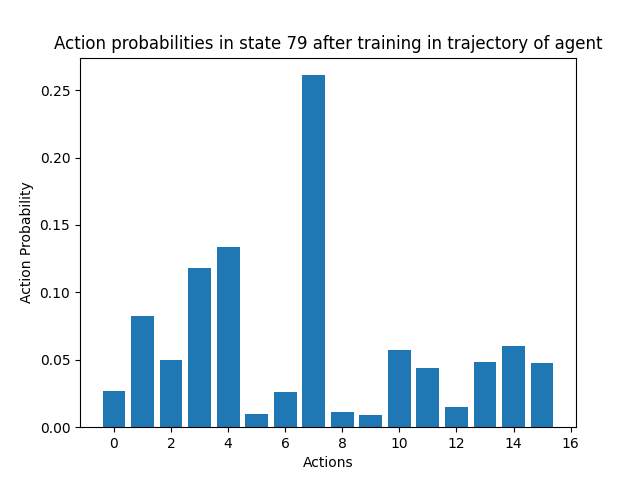 Action probabilities in state 79 after training in trajectory of agent
0.25
0.20
0.15
0.10
0.05
0.00
Action Probability
0 2 4 6 8 10 12 14 16
Actions